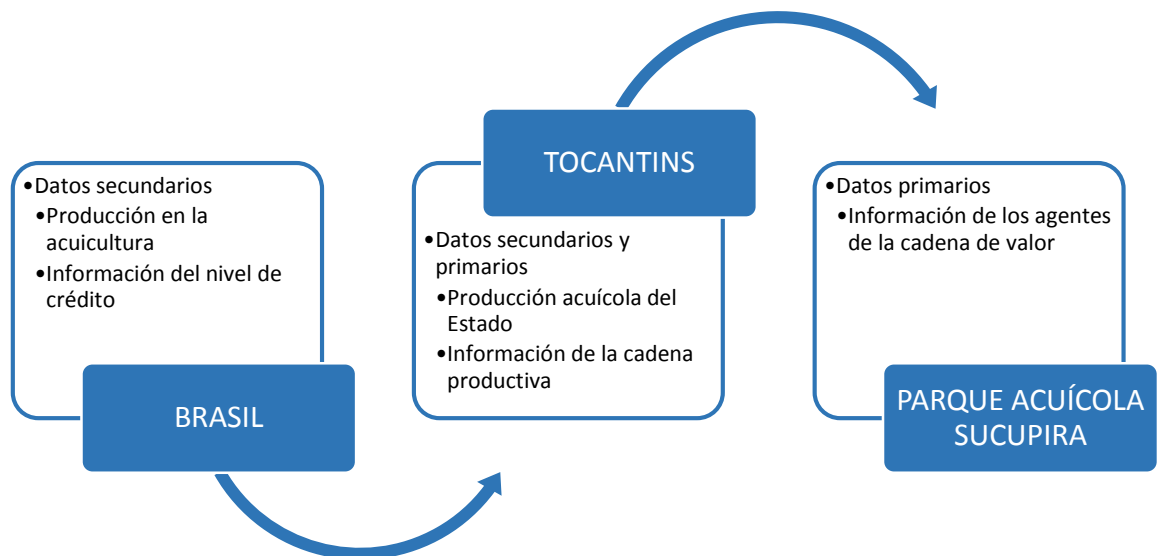 •Datos secundarios
•Producción en la
acuicultura
•Información del nivel de
crédito
BRASIL
TOCANTINS
•Datos secundarios y
primarios
•Producción acuícola del
Estado
•Información de la cadena
productiva
•Datos primarios
•Información de los agentes
de la cadena de valor
PARQUE ACUÍCOLA
SUCUPIRA